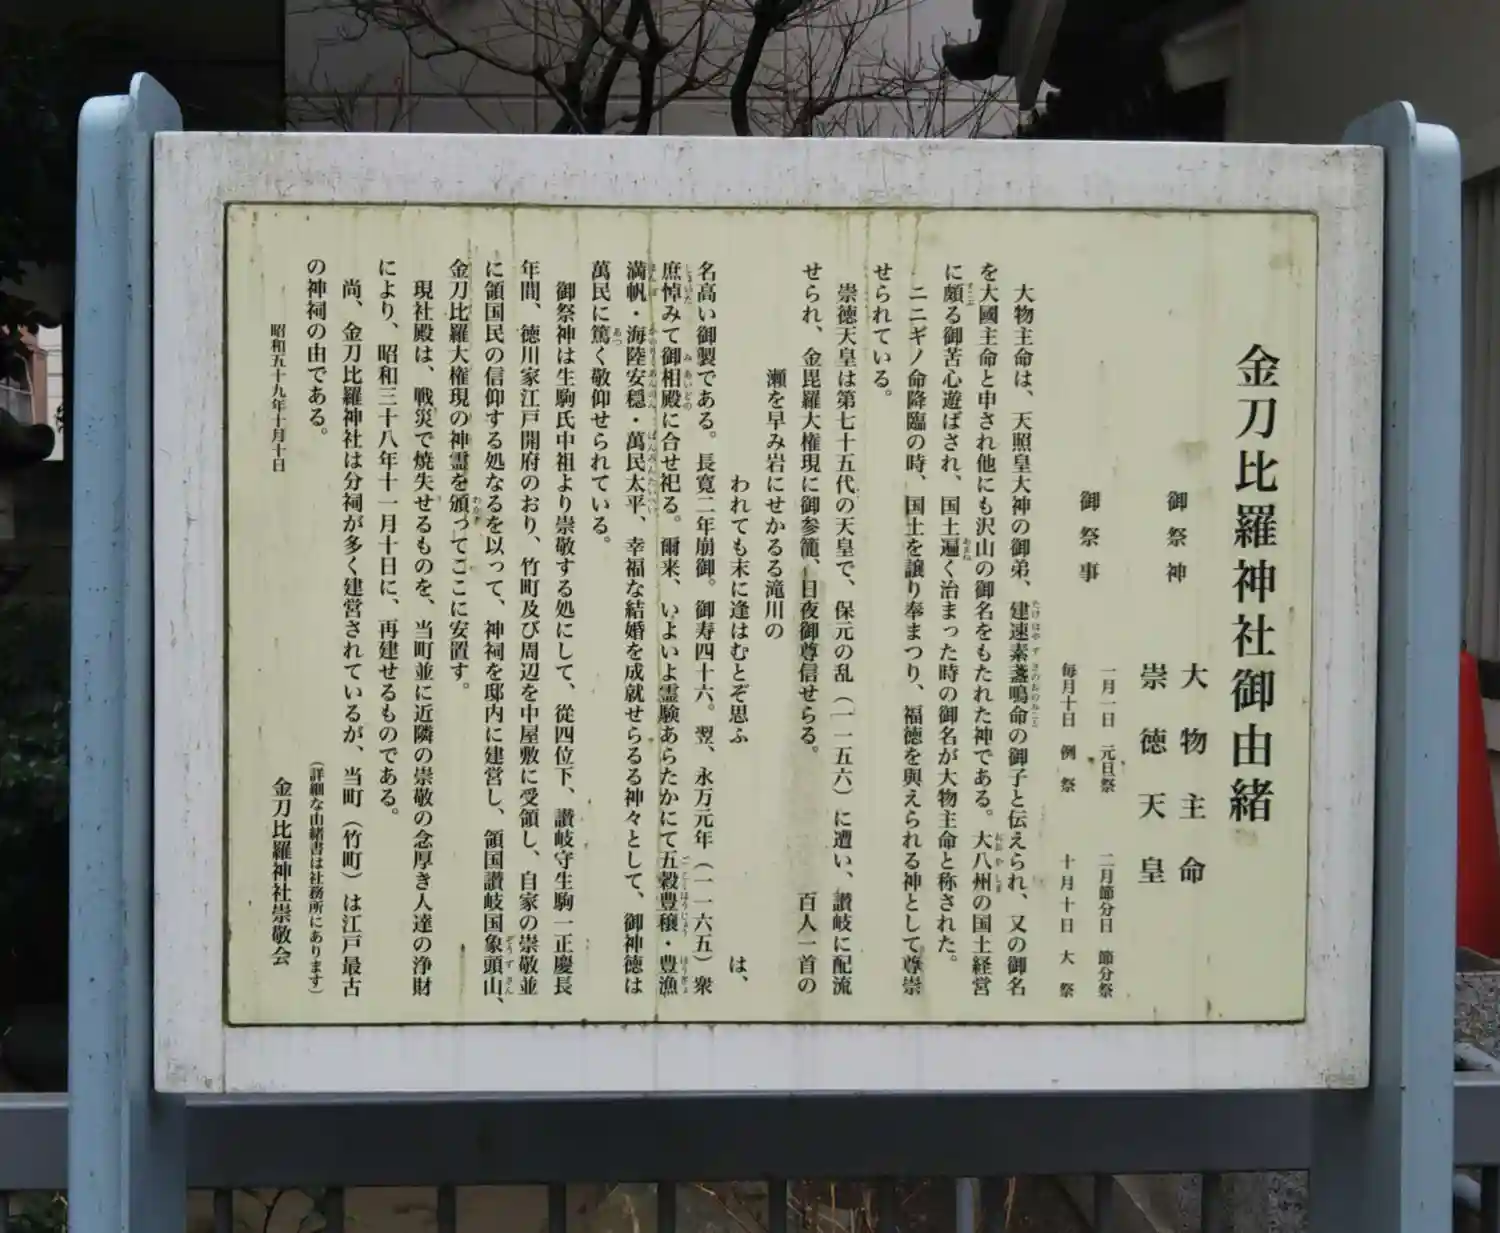 金刀比羅神社御由緒
御祭神　大物主命
崇徳天皇
御祭事　一月一日　元旦祭　二月節分日　節分祭
毎月十日　例祭　十月十日　大祭
大物主命は、天照皇大神の御弟、建速素盞鳴命の御子と伝えられ、又の御名
を大國主命と申され他にも沢山の御名をもたれた神である。大八州の国土経営
に頗る御苦心遊ばされ、国土遍く治まった時の御名が大物主命と称された。
ニニギノ命降臨の時、国土を譲り奉まつり、福徳を與えられる神として尊崇
せられている。
崇徳天皇は第七十五代の天皇で、保元の乱（一一五六）に遭い、讃岐に配流
せられ、金毘羅大権現に御参籠、日夜御尊信せらる。　百人一首の
瀬を早み岩にせかるる滝川の
われても末に逢はむとぞ思ふ　は、
名高い御製である。長寛二年崩御。御寿四十六。翌、永万元年（一一六五）衆
庶悼みて御相殿に合せ祀る。爾来、いよいよ霊験あらたかにて五穀豊穣・豊漁
満帆・海陸安穏・萬民太平、幸福な結婚を成就せらるる神々として、御神徳は
萬民に篤く敬仰せられている。
御祭神は生駒氏中祖より崇敬する処にして、従四位下、讃岐守生駒一正慶長
年間、徳川家江戸開府のおり、竹町及び周辺を中屋敷に受領し、自家の崇敬並
に領国民の信仰する処なるを以って、神祠を邸内に建営し、領国讃岐国象頭山、
金刀比羅大権現の神霊を頒ってここに安置す。
現社殿は、戦災で焼失せるものを、当町並に近隣の崇敬の念厚き人達の浄財
により、昭和三十八年十一月十日に、再建せるものである。
尚、金刀比羅神社は分祠が多く建営されているが、当町（竹町）は江戸最古
の神祠の由である。
（詳細な由緒書は社務所にあります）
昭和五十九年十月十日
金刀比羅神社崇敬会